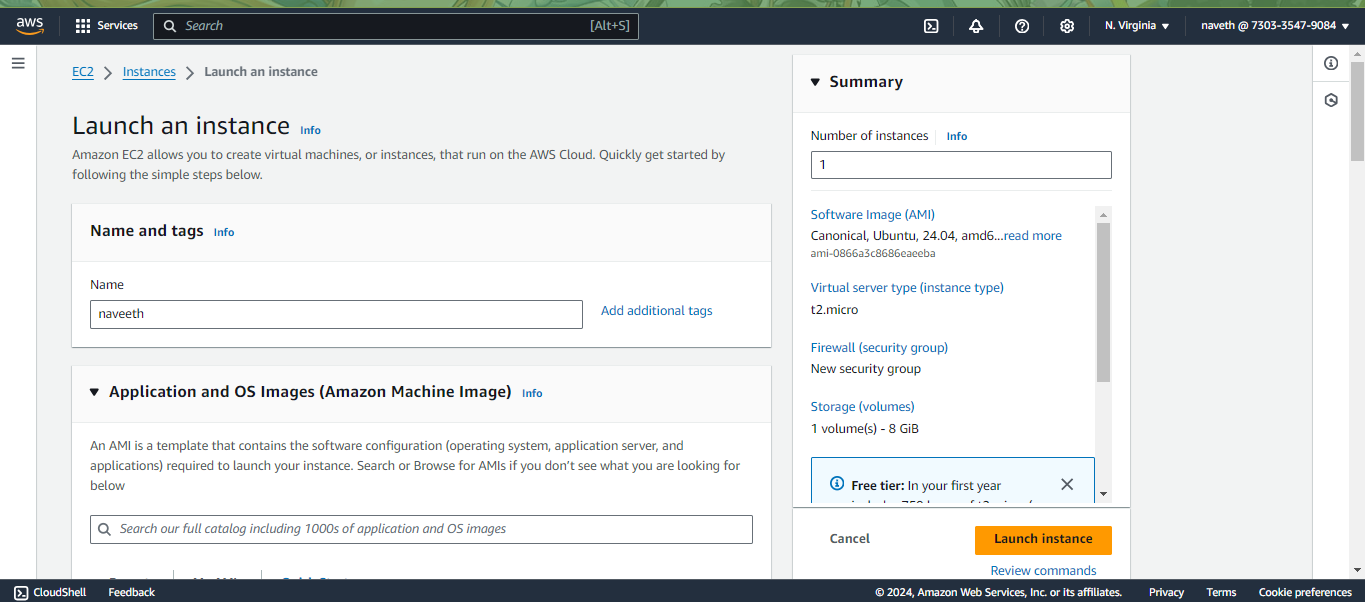 aws
Services
Search
[Alt+S]
N. Virginia
naveth @ 7303-3547-9084
EC2
Instances
Launch an instance
Launch an instance Info
Amazon EC2 allows you to create virtual machines, or instances, that run on the AWS Cloud. Quickly get started by
following the simple steps below.
Name and tags Info
Name
naveeth
Add additional tags
Application and OS Images (Amazon Machine Image) Info
An AMI is a template that contains the software configuration (operating system, application server, and
applications) required to launch your instance. Search or Browse for AMIs if you don't see what you are looking for
below
Search our full catalog including 1000s of application and OS images
Summary
Number of instances Info
1
Software Image (AMI)
Canonical, Ubuntu, 24.04, amd6...read more
ami-0866a3c8686eaeeba
Virtual server type (instance type)
t2.micro
Firewall (security group)
New security group
Storage (volumes)
1 volume(s) - 8 GiB
Free tier: In your first year
Cancel
Launch instance
Review commands
CloudShell
Feedback
© 2024, Amazon Web Services, Inc. or its affiliates.
Privacy
Terms
Cookie preferences